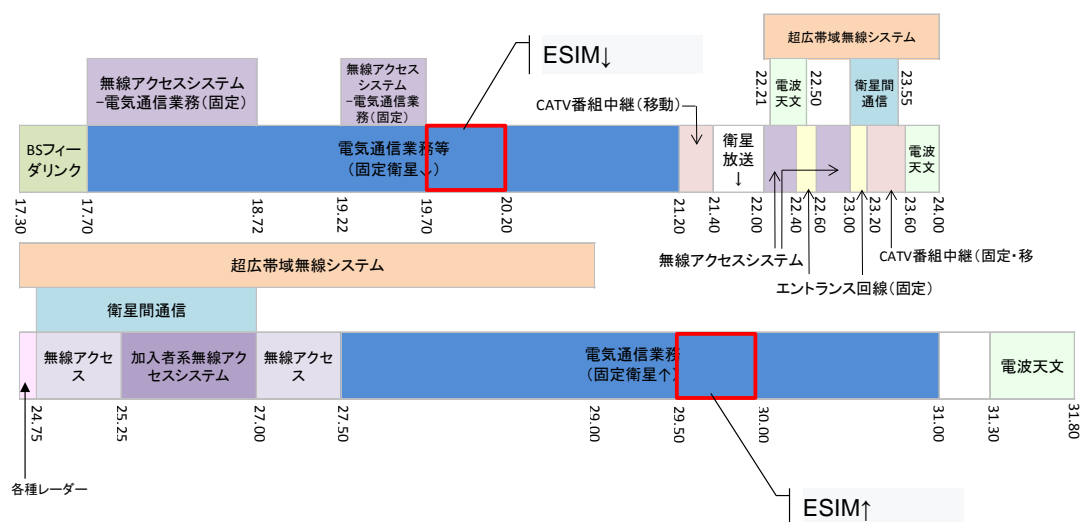 超広帯域無線システム
ESIM↓
無線アクセスシステム
−電気通信業務(固定)
無線アクセス
システム
−電気通信業
務(固定)
CATV番組中継(移動)
22.21
電波
天文
22.50
衛星間
通信
23.55
BSフィー
ダリンク
電気通信業務等
(固定衛星↓)
衛星
放送
↓
電波
天文
17.30
17.70
18.72
19.22
19.70
20.20
21.20
21.40
22.00
22.40
22.60
23.00
23.20
23.60
24.00
無線アクセスシステム
CATV番組中継(固定・移
エントランス回線(固定)
超広帯域無線システム
衛星間通信
無線アクセ
ス
加入者系無線アク
セスシステム
無線アクセ
ス
電気通信業務
(固定衛星↑)
電波天文
24.75
25.25
27.00
27.50
29.00
29.50
30.00
31.00
31.30
31.80
各種レーダー
ESIM↑